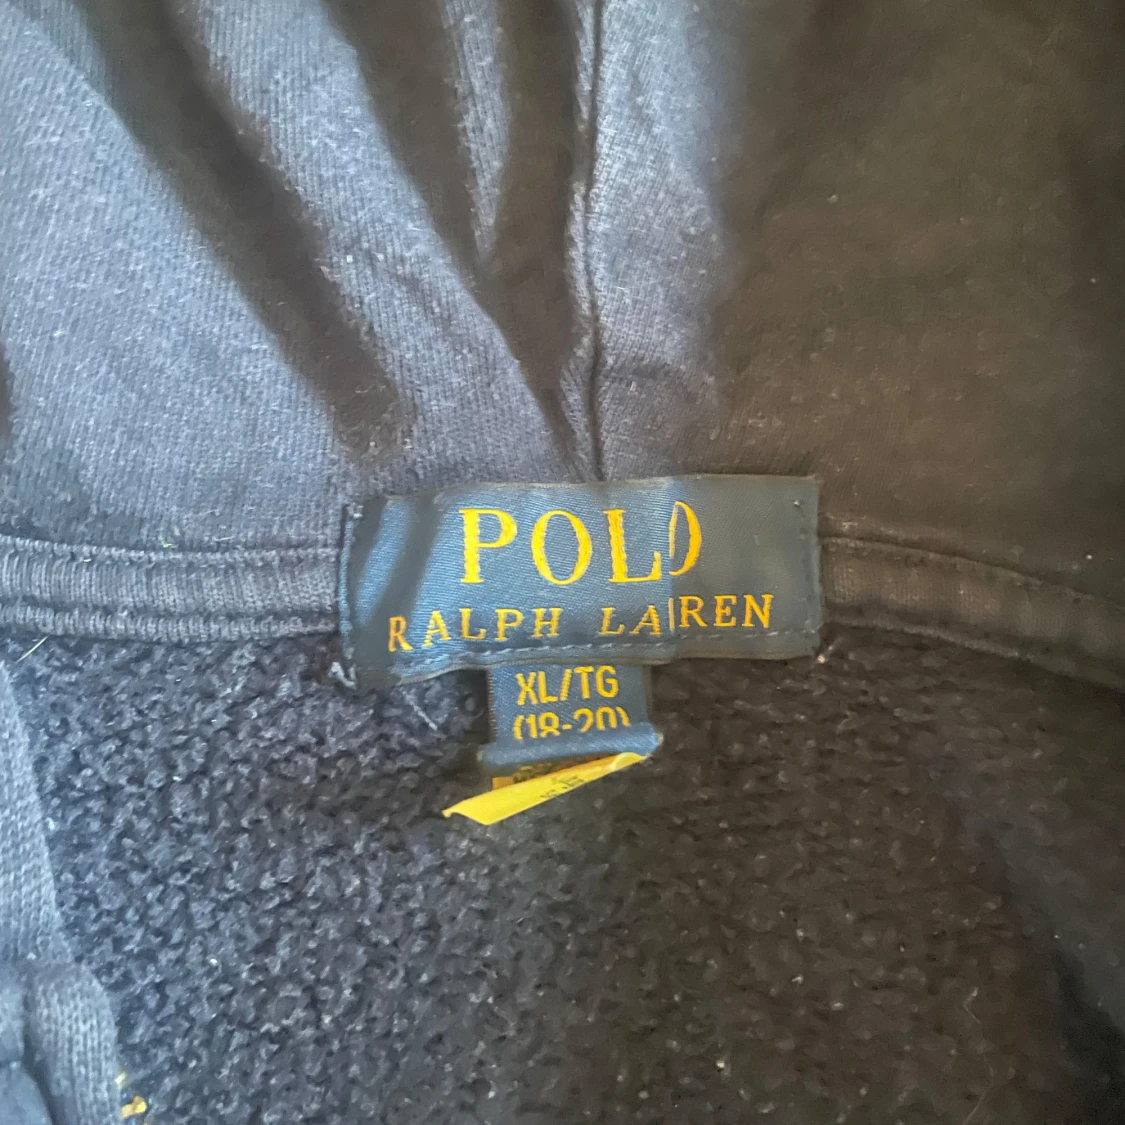 POLO
RALPH LAUREN
XL/TG
(18-20)